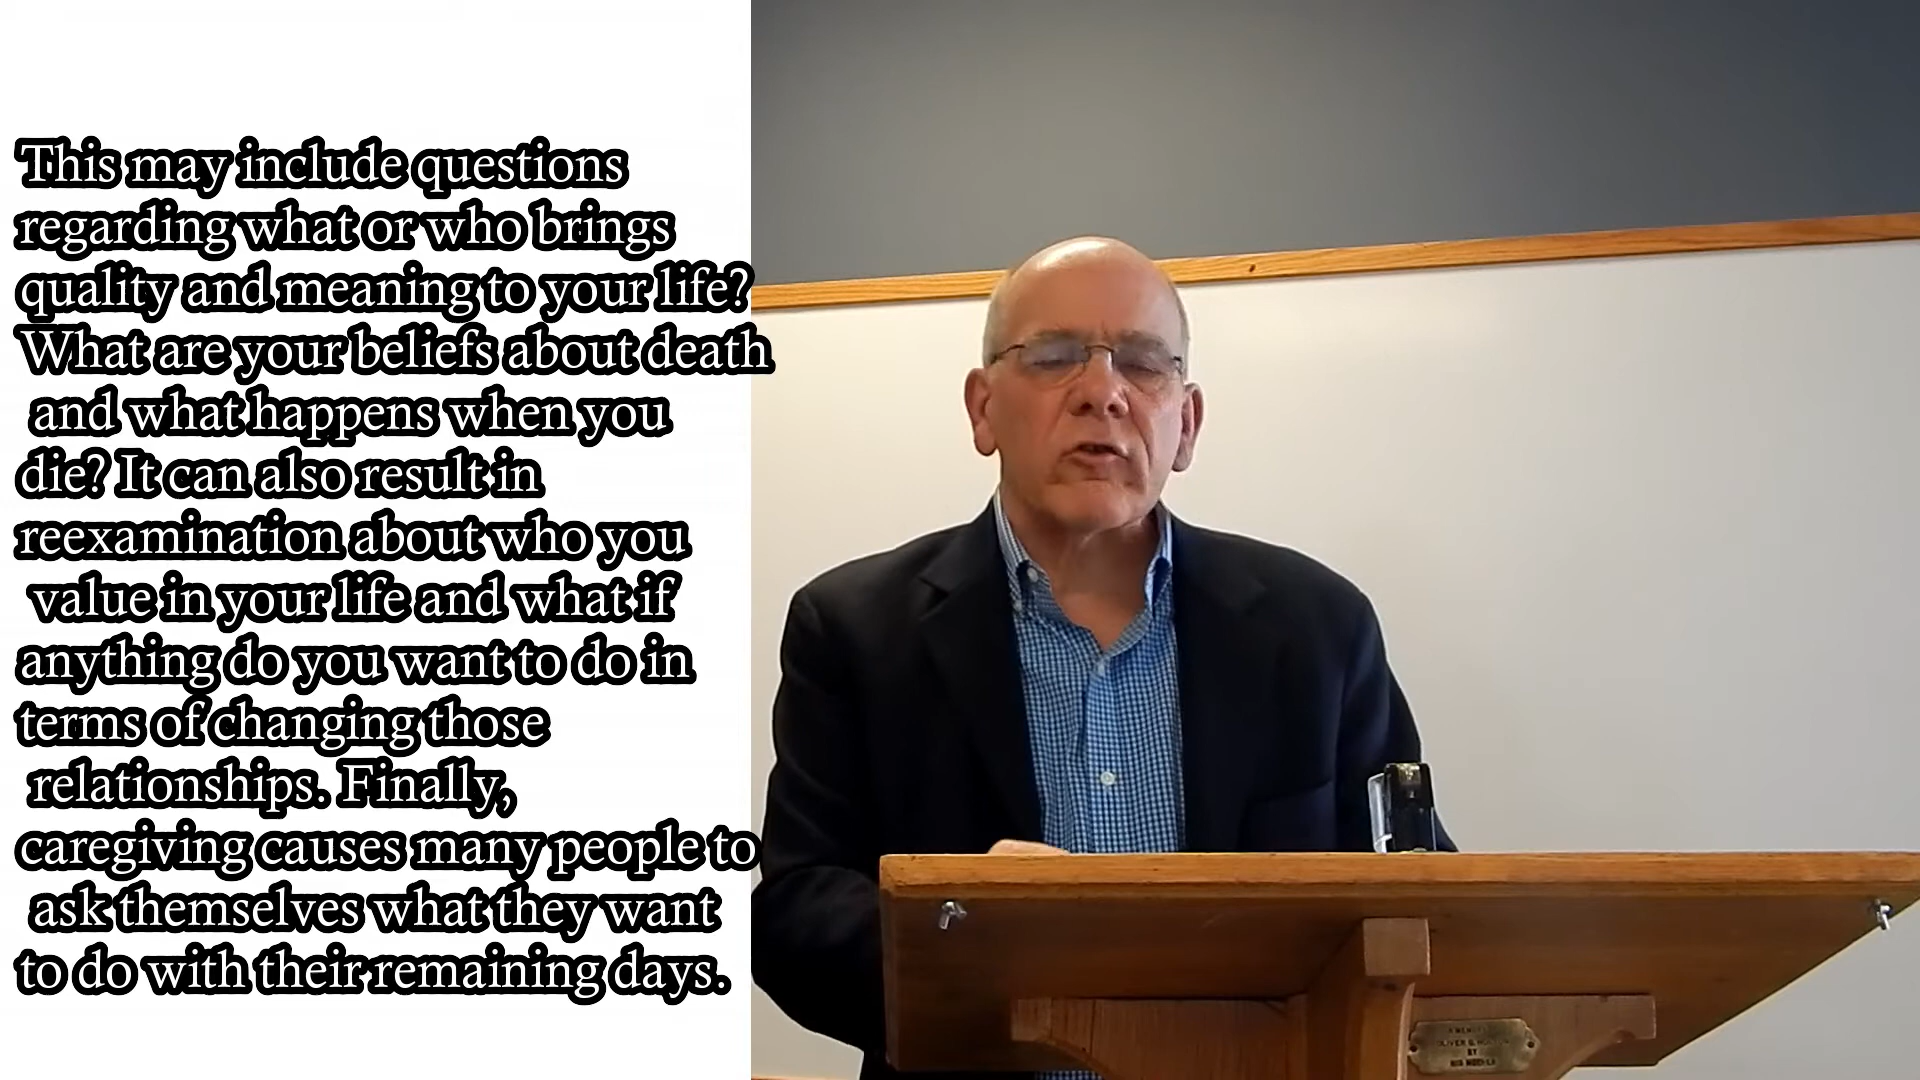 This may include questions
regarding what or who brings
quality and meaning to your life?
What are your beliefs about death
and what happens when you
die? It can also result in
reexamination about who you
value in your life and what if
anything do you want to do in
terms of changing those
relationships. Finally,
caregiving causes many people to
ask themselves what they want
to do with their remaining days.
OLIVER
BY